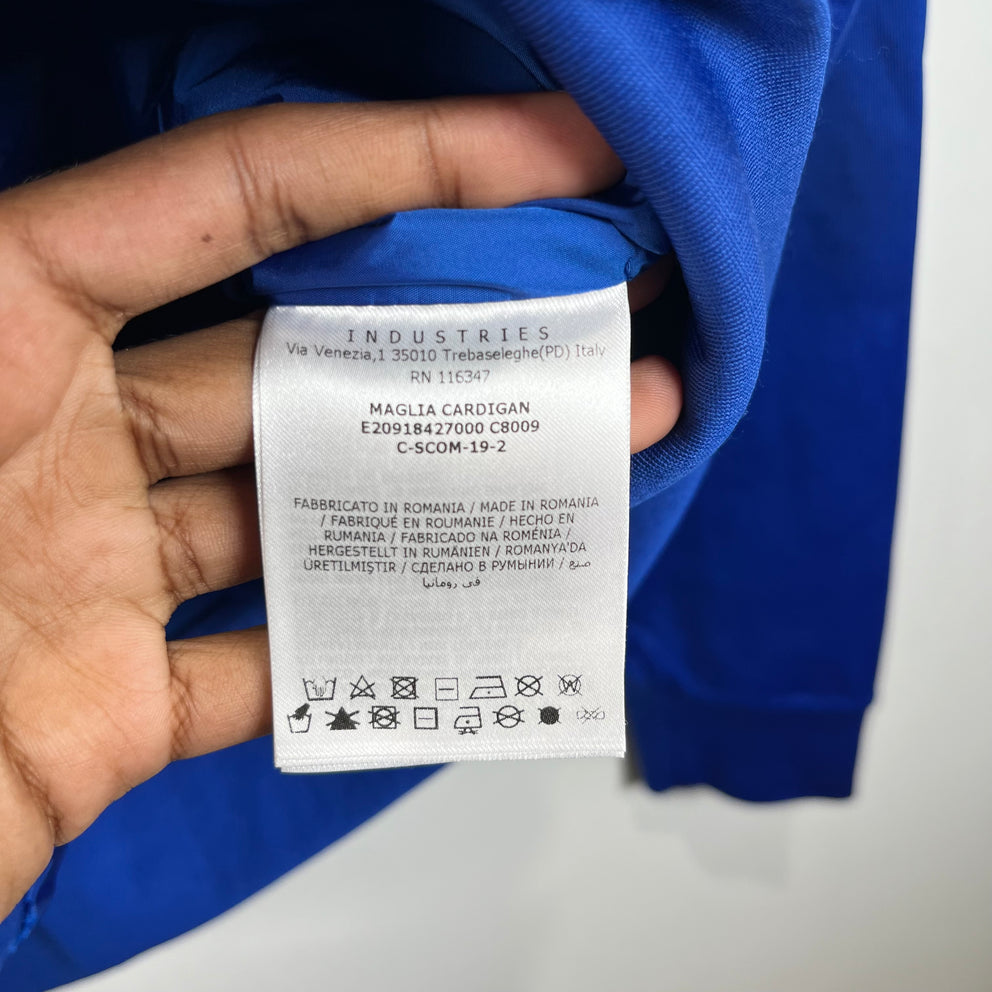 INDUSTRIES
Via Venezia,1 35010 Trebaseleghe(PD) Italy
RN 116347
MAGLIA CARDIGAN
E20918427000 C8009
C-SCOM-19-2
FABBRICATO IN ROMANIA / MADE IN ROMANIA
/ FABRIQUÉ EN ROUMANIE / HECHO EN
RUMANIA / FABRICADO NA ROMÉNIA /
HERGESTELLT IN RUMÄNIEN / ROMANYA'DA
ÜRETILMIŞTIR / СДЕЛАНО В РУМЫНИИ / صنع
في رومانيا